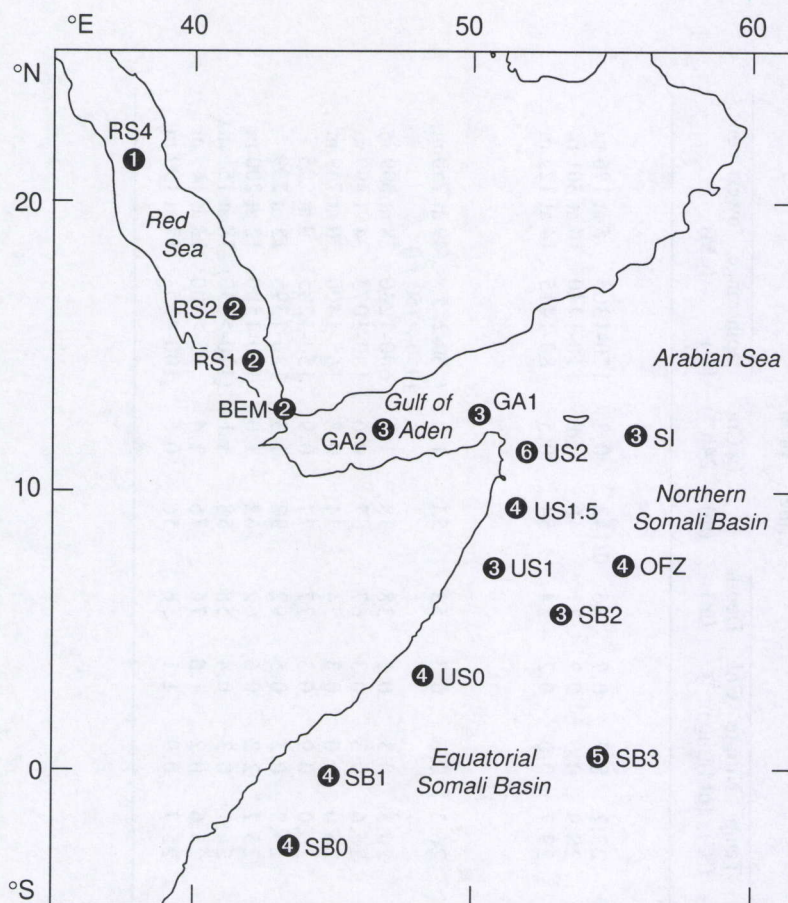 °E 40 50 60
°N
RS4
1
20
Red
Sea
RS2 2
RS1 2
Arabian Sea
BEM 2
Gulf of
Aden
GA2 3
3 GA1
3 SI
6 US2
10
Northern
Somali Basin
4 US1.5
3 US1
4 OFZ
3 SB2
4 US0
0
Equatorial
Somali Basin
5 SB3
4 SB1
4 SB0
°S